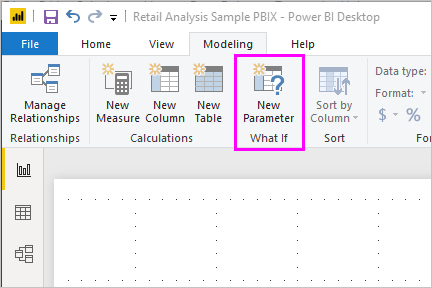 Retail Analysis Sample PBIX - Power BI Desktop
File Home View Modeling Help
Manage Relationships
New Measure
New Column
New Table
New Parameter
Sort by Column
Data type:
Format:
$ %
Relationships Calculations What If Sort